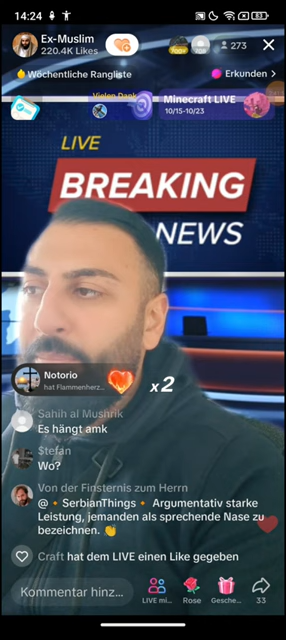 14:24
83
Ex-Muslim
220.4K Likes
273
Wöchentliche Rangliste
Erkunden >
Vielen Dank
Minecraft LIVE
10/15-10/23
LIVE
BREAKING
NEWS
Notorio
hat Flammenherz...
x2
Sahih al Mushrik
Es hängt amk
$tefan
Wo?
Von der Finsternis zum Herrn
@🔸SerbianThings🔸 Argumentativ starke
Leistung, jemanden als sprechende Nase zu
bezeichnen. 👏
Craft hat dem LIVE einen Like gegeben
Kommentar hinz...
LIVE mi...
Rose
Gesche...
33